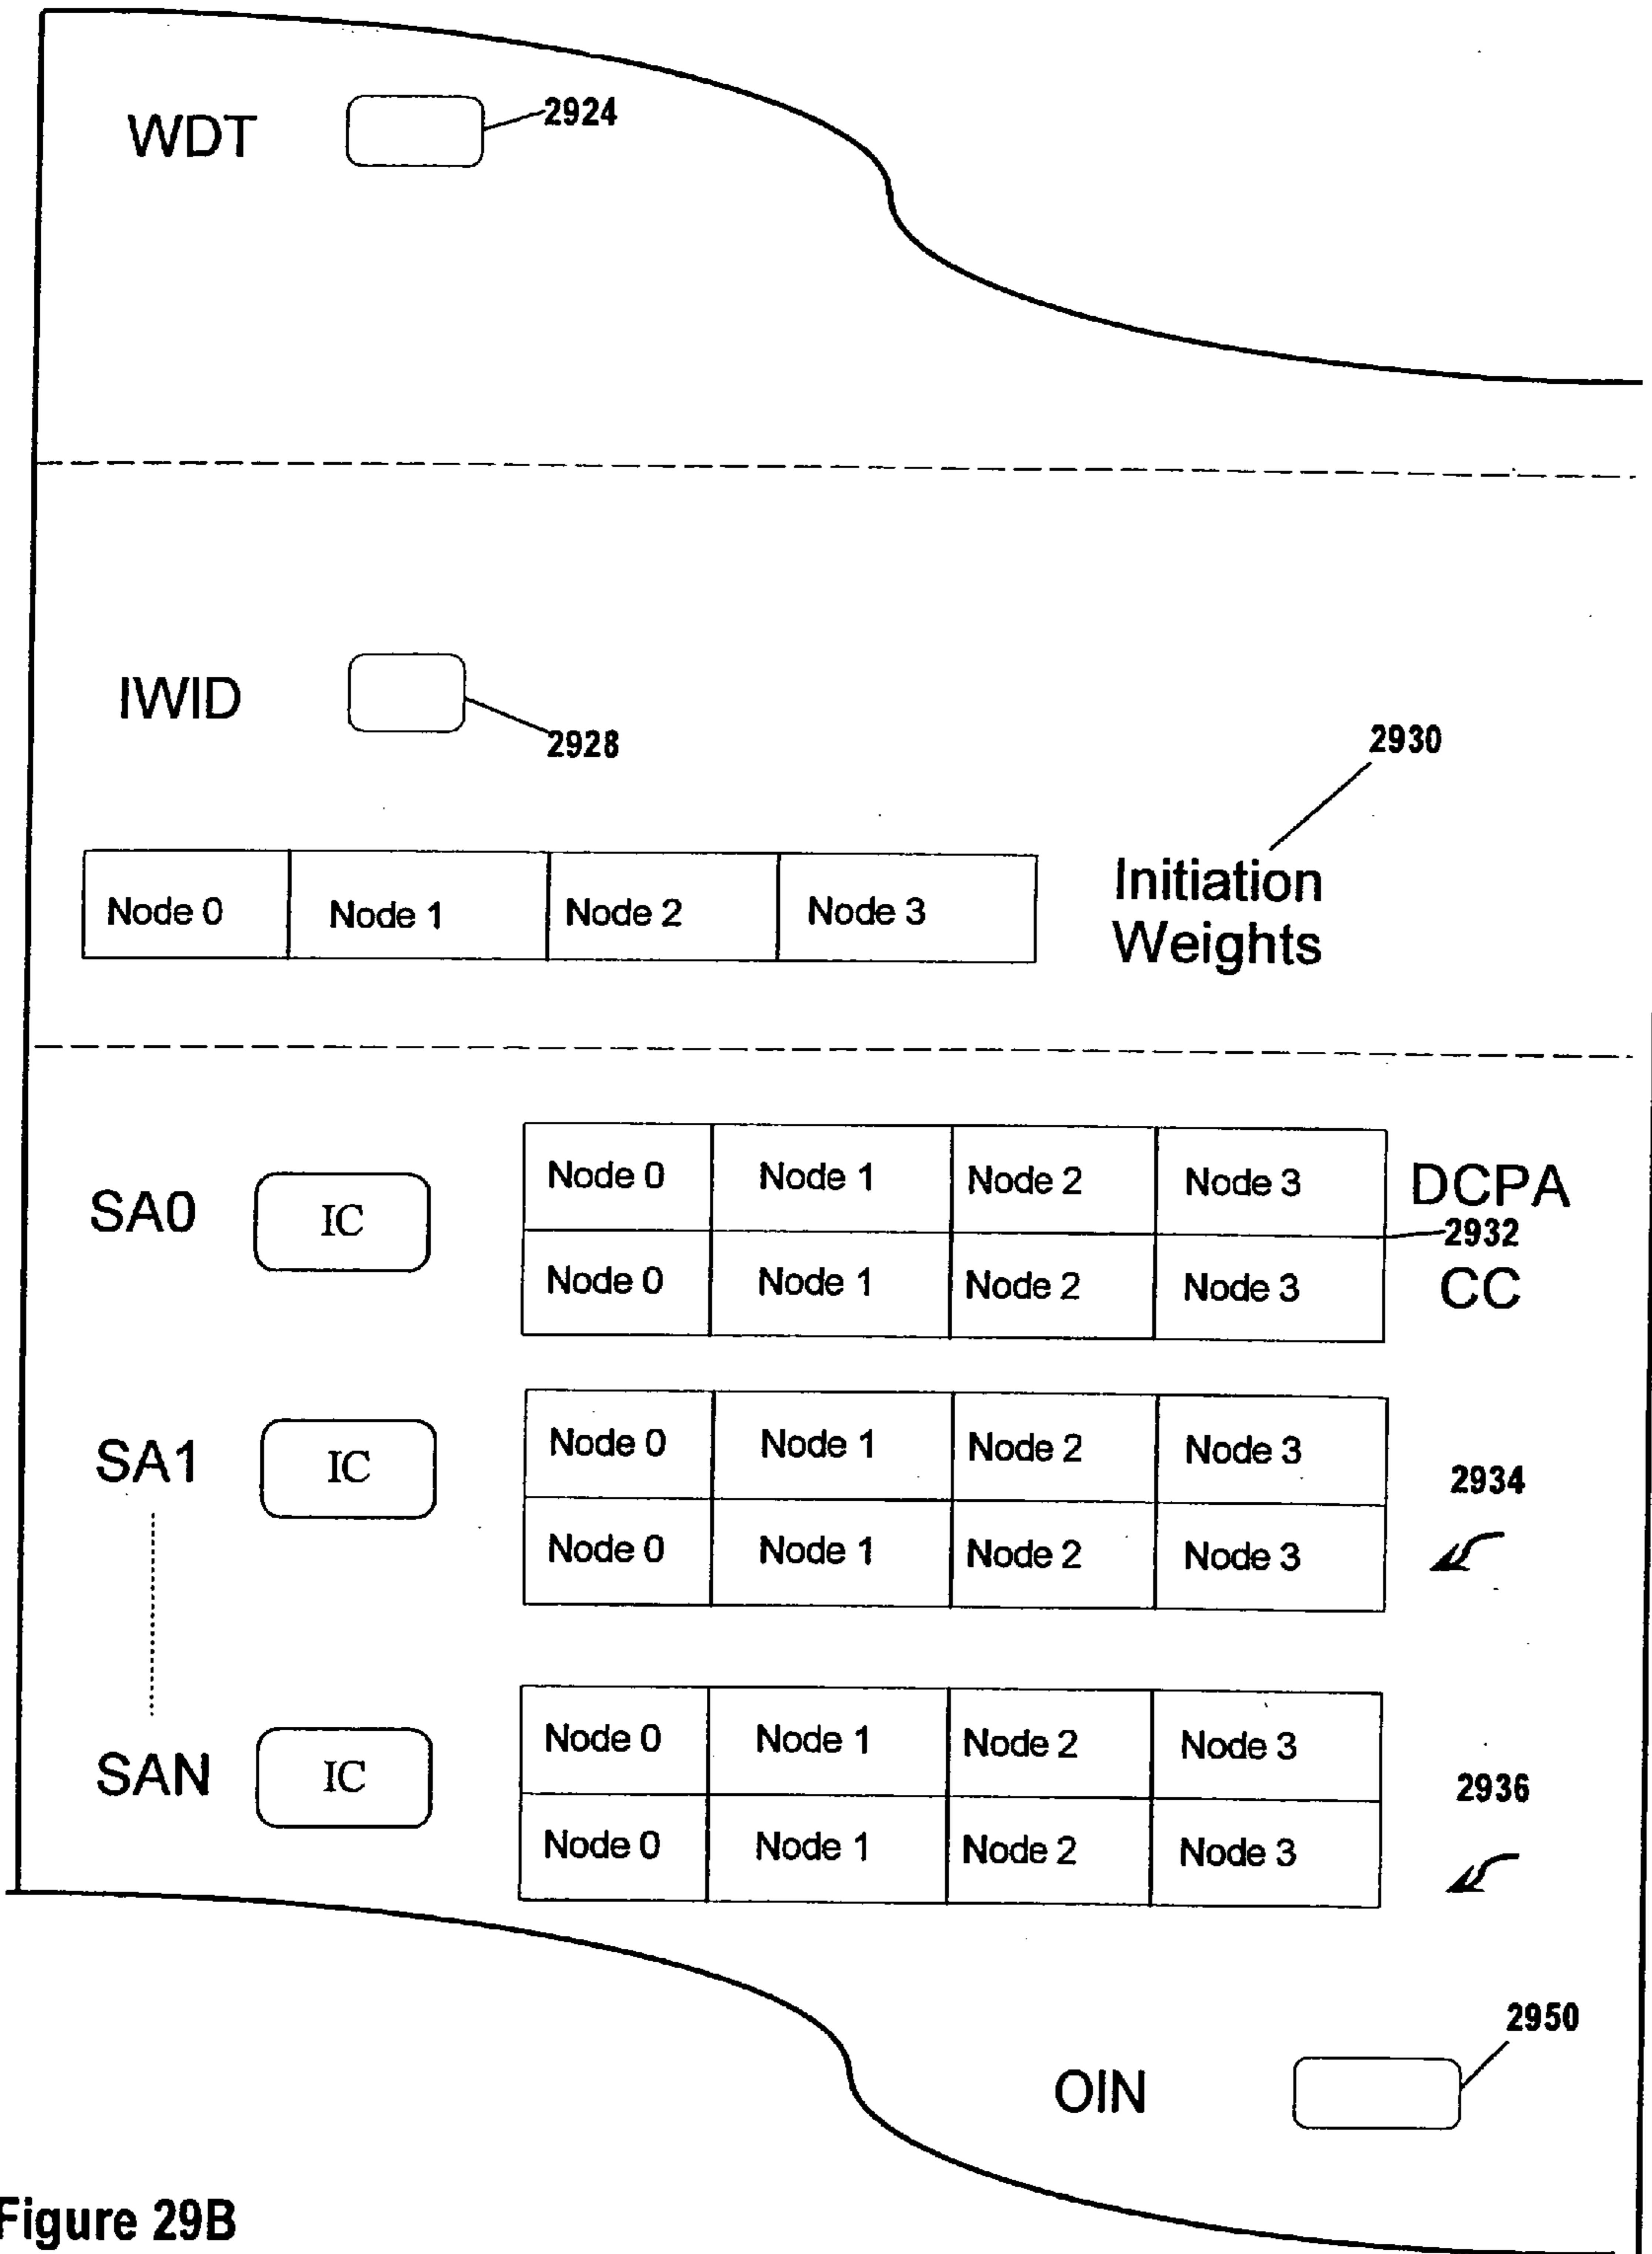 WDT 2924
IWID 2928
2930
Node 0 Node 1 Node 2 Node 3
Initiation
Weights
SA0 IC Node 0 Node 1 Node 2 Node 3 DCPA
2932
Node 0 Node 1 Node 2 Node 3 CC
SA1 IC Node 0 Node 1 Node 2 Node 3
2934
Node 0 Node 1 Node 2 Node 3
SAN IC Node 0 Node 1 Node 2 Node 3
2936
Node 0 Node 1 Node 2 Node 3
2950
OIN
Figure 29B